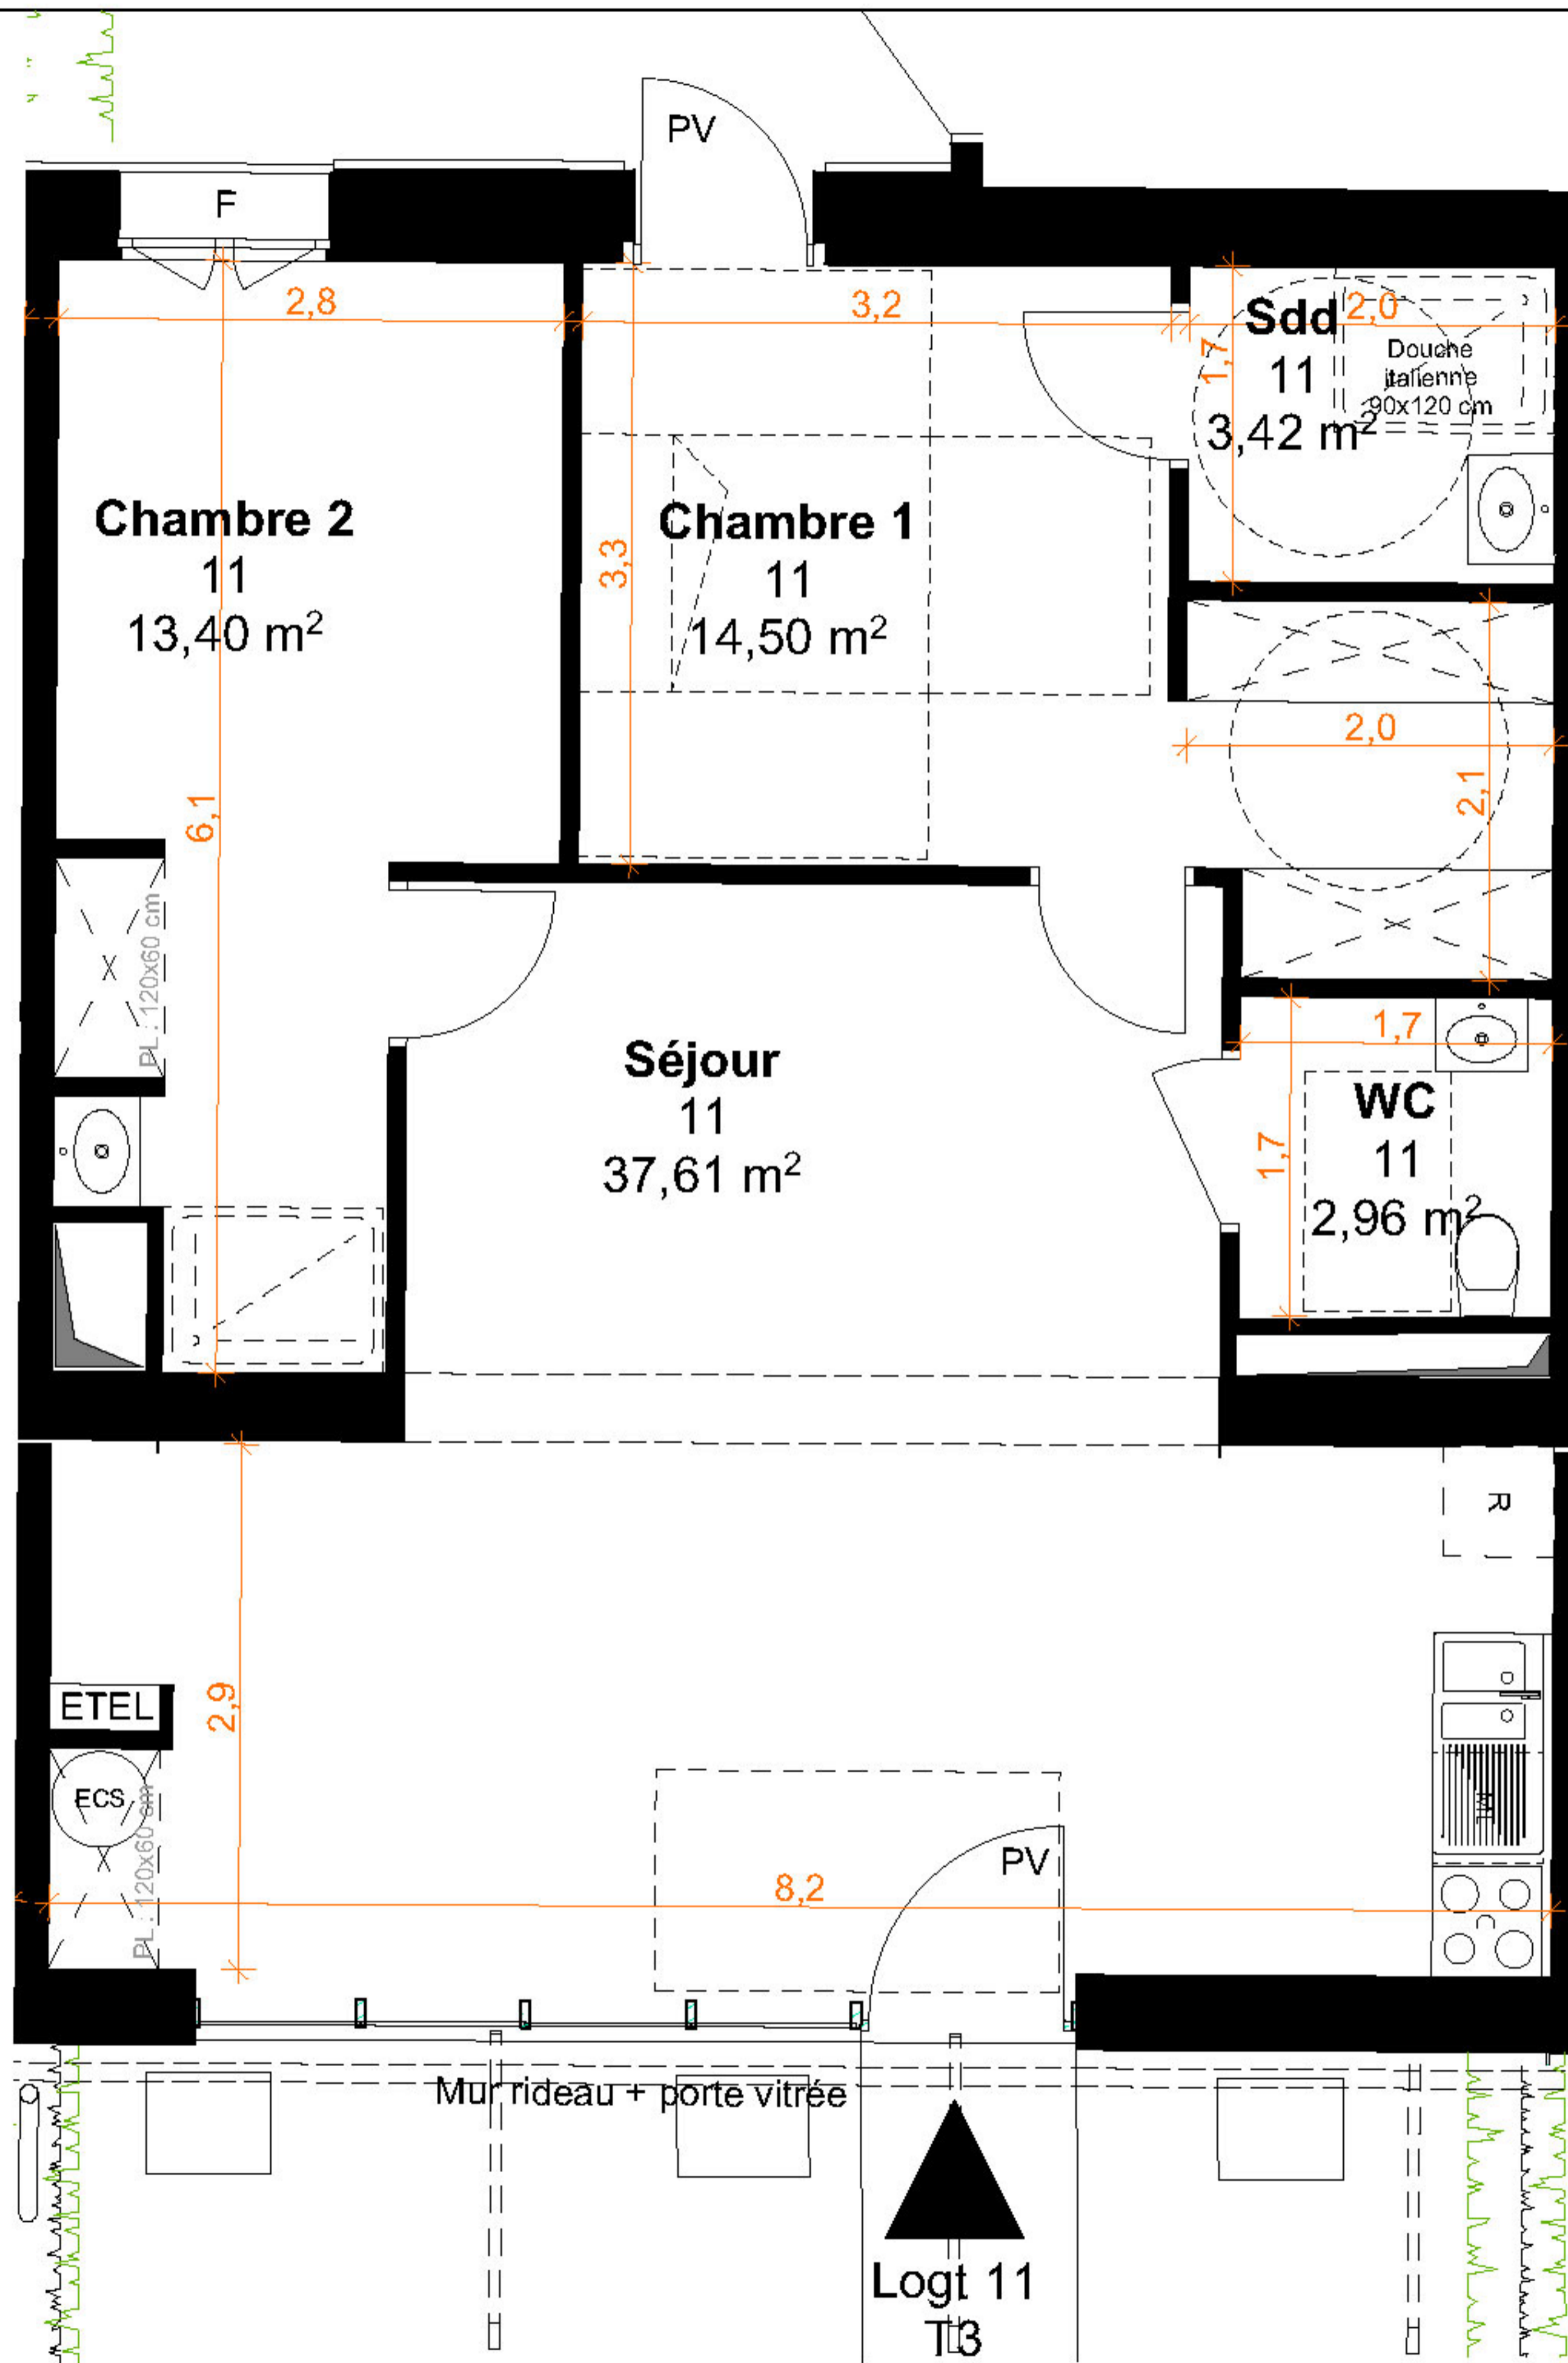 PV
F
2,8
3,2
Sdd
2,0
11
3,42 m²
1,7
Douche
italienne
90x120 cm
Chambre 2
11
13,40 m²
Chambre 1
11
14,50 m²
3,3
2,0
2,1
6,1
PL : 120x60 cm
X
Séjour
11
37,61 m²
1,7
WC
11
2,96 m²
1,7
R
ETEL
2,9
ECS
X
PL : 120x60 cm
PV
8,2
Mur rideau + porte vitrée
Logt 11
T3